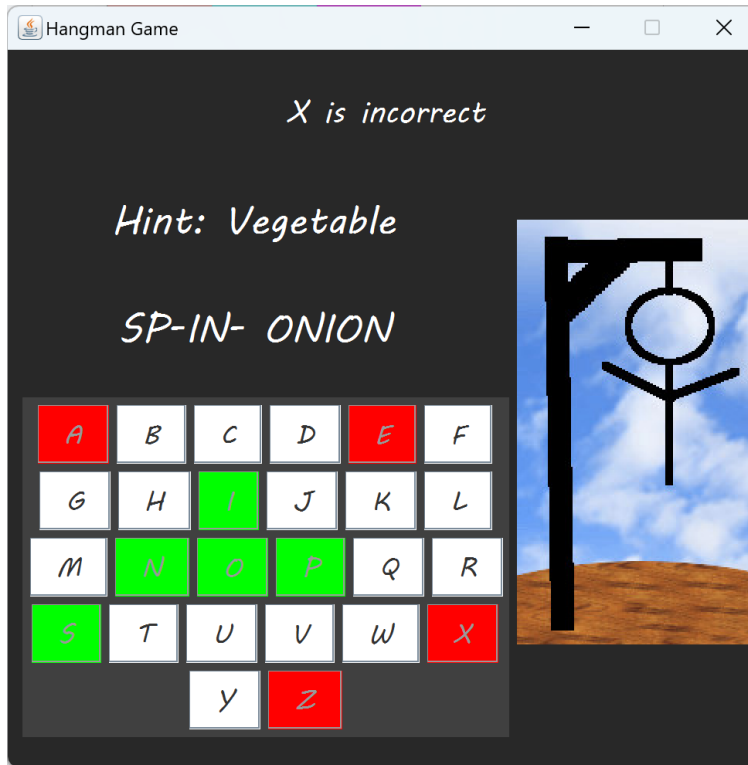 Hangman Game
X is incorrect
Hint: Vegetable
SP-IN- ONION
A B C D E F
G H I J K L
M N O P Q R
S T U V W X
Y Z